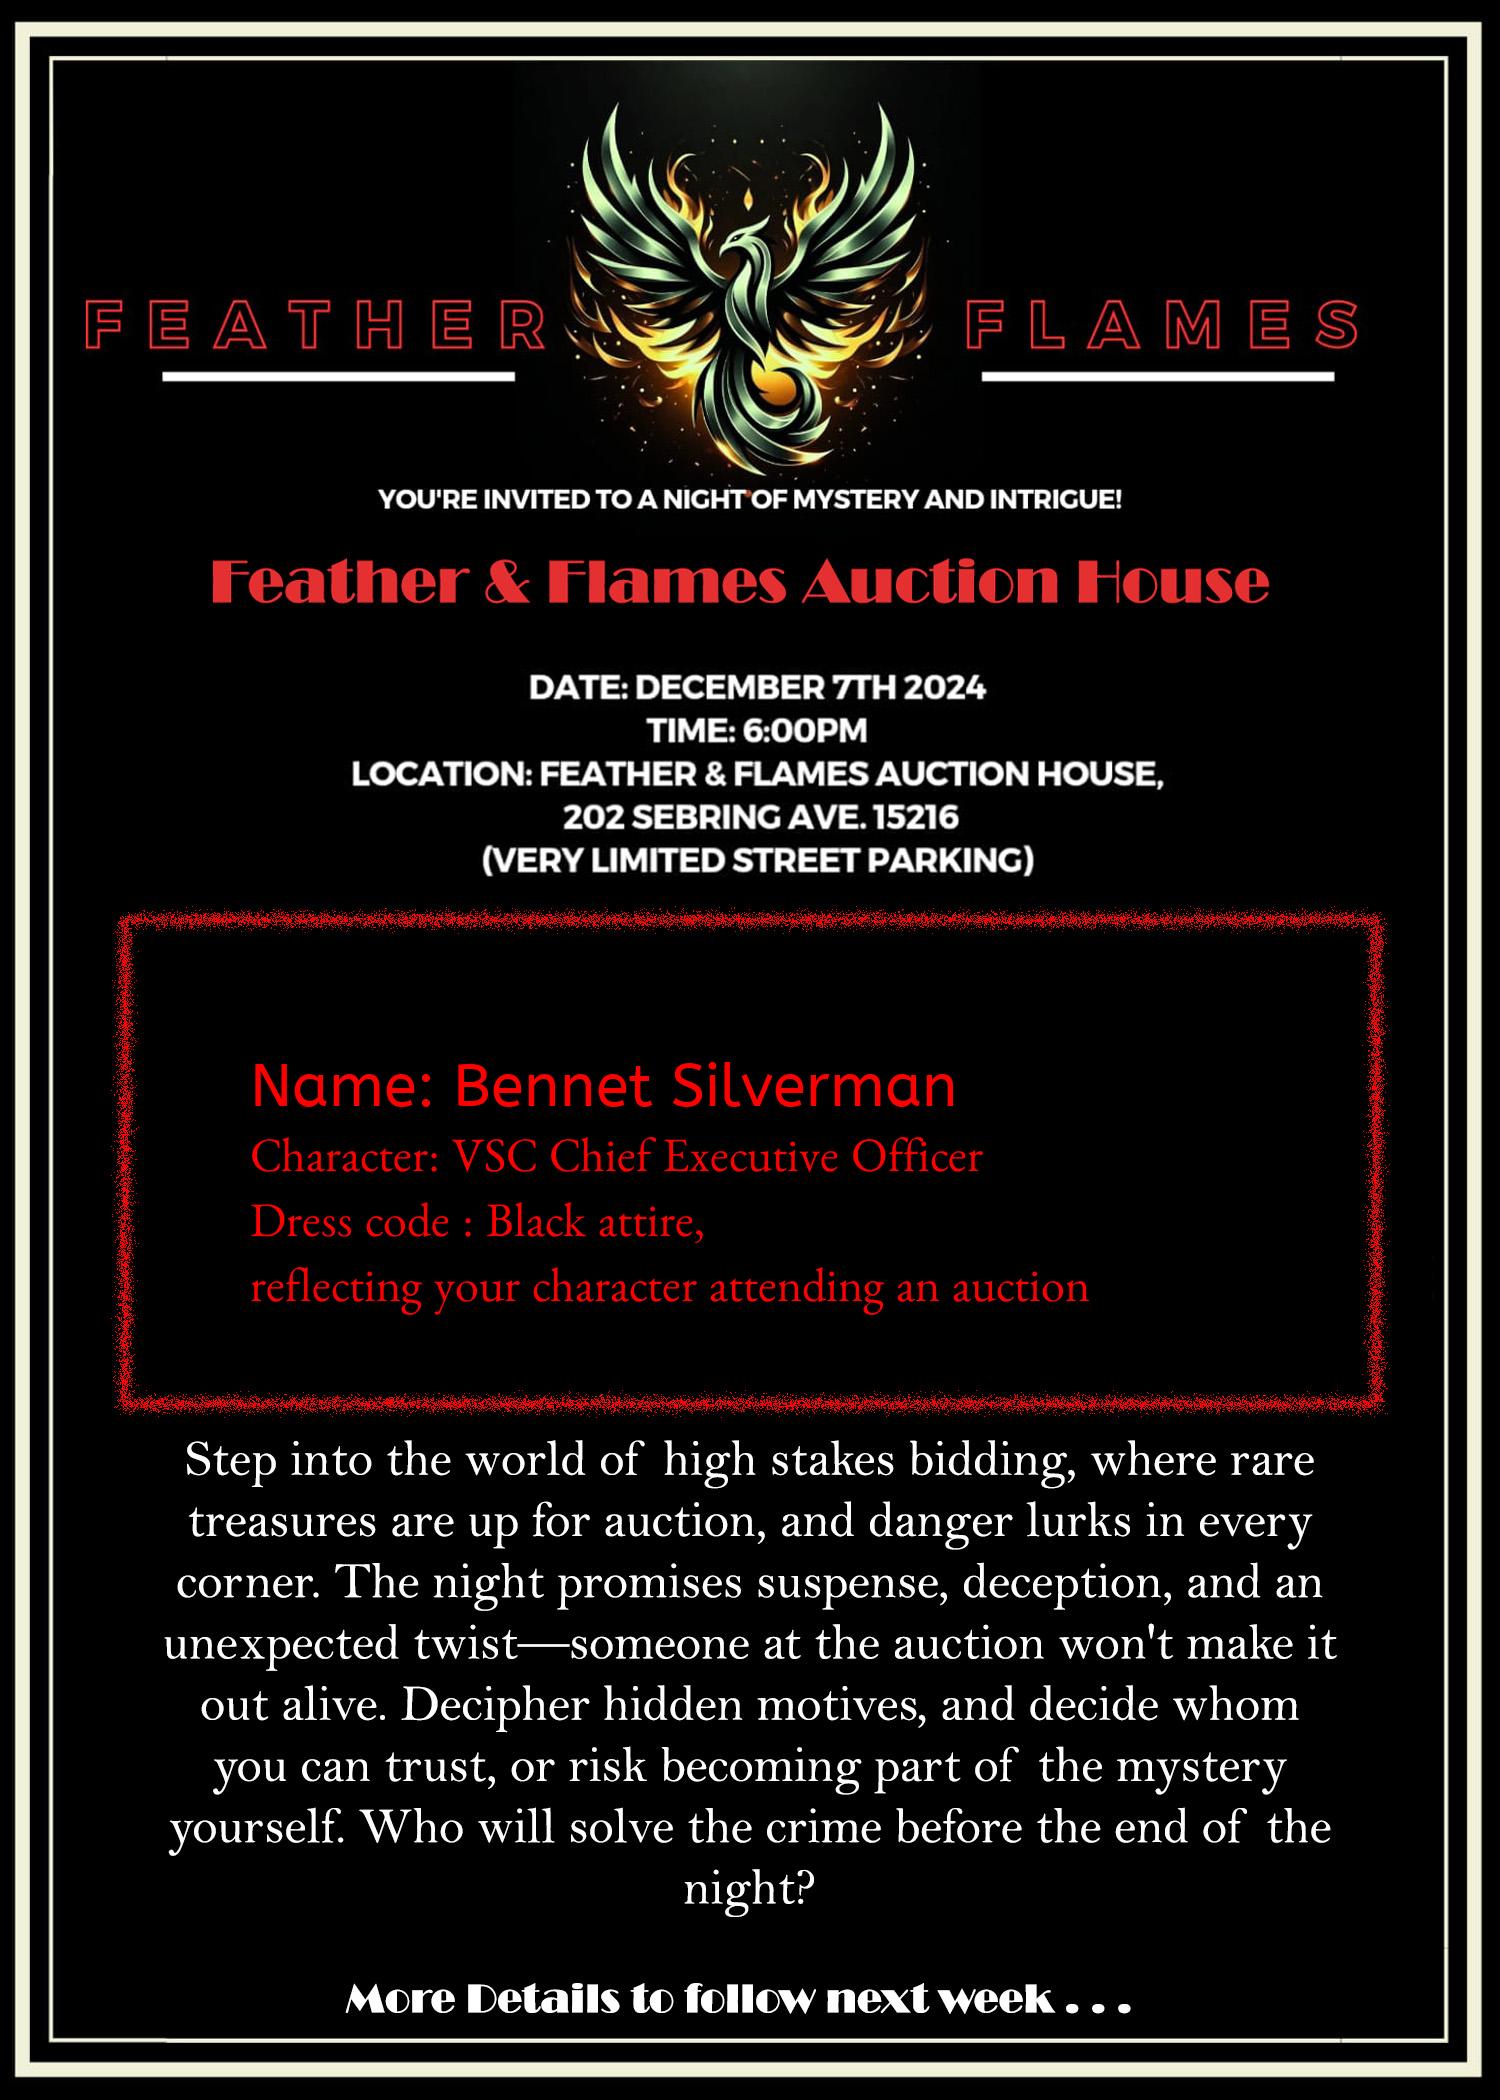 FEATHER FLAMES
YOU'RE INVITED TO A NIGHT OF MYSTERY AND INTRIGUE!
Feather & Flames Auction House
DATE: DECEMBER 7TH 2024
TIME: 6:00PM
LOCATION: FEATHER & FLAMES AUCTION HOUSE,
202 SEBRING AVE. 15216
(VERY LIMITED STREET PARKING)
Name: Bennet Silverman
Character: VSC Chief Executive Officer
Dress code : Black attire,
reflecting your character attending an auction
Step into the world of high stakes bidding, where rare
treasures are up for auction, and danger lurks in every
corner. The night promises suspense, deception, and an
unexpected twist—someone at the auction won't make it
out alive. Decipher hidden motives, and decide whom
you can trust, or risk becoming part of the mystery
yourself. Who will solve the crime before the end of the
night?
More Details to follow next week . . .